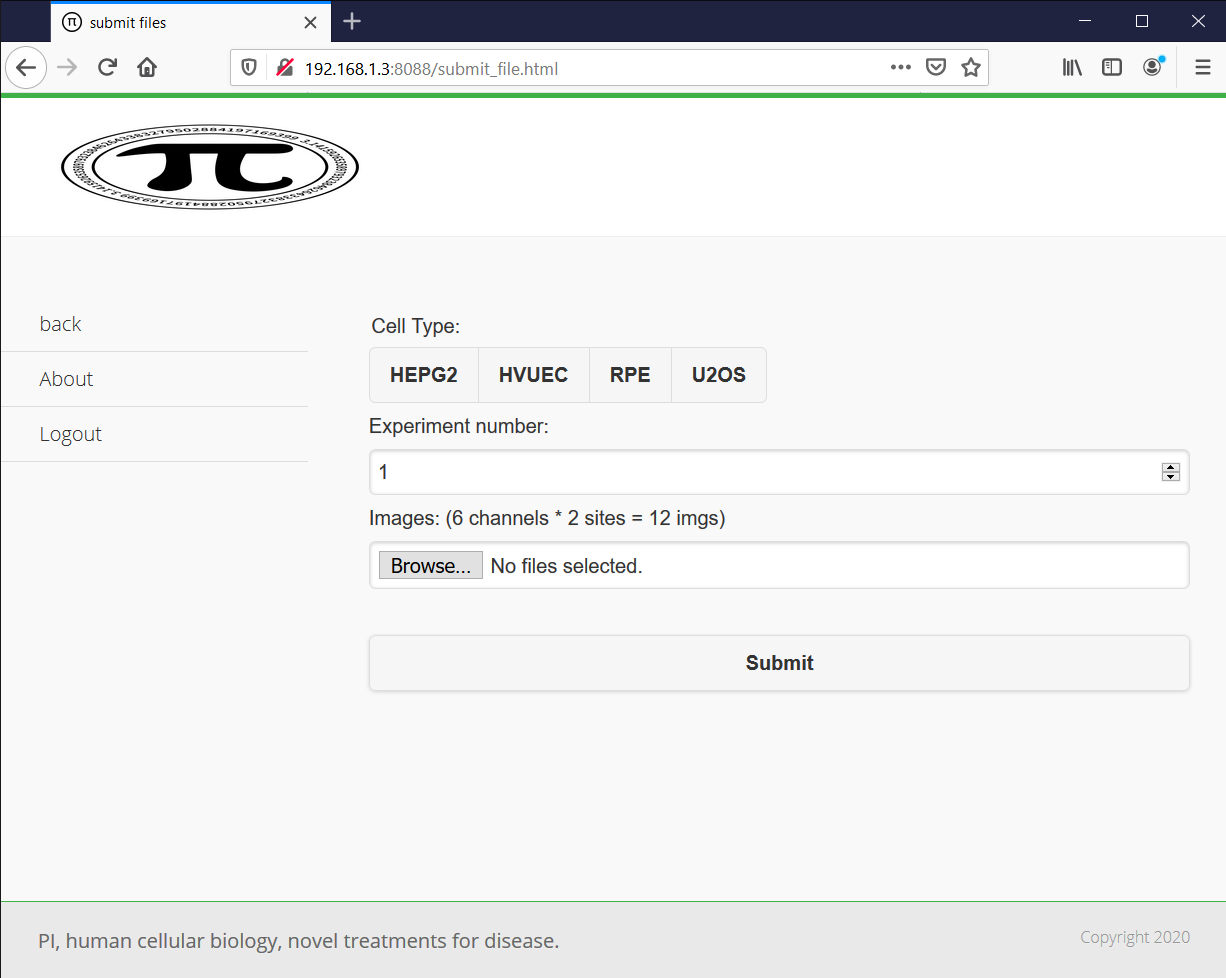 submit files
192.168.1.3:8088/submit_file.html
π
back
About
Logout
Cell Type:
HEPG2 HVUEC RPE U2OS
Experiment number:
1
Images: (6 channels * 2 sites = 12 imgs)
Browse... No files selected.
Submit
PI, human cellular biology, novel treatments for disease.
Copyright 2020